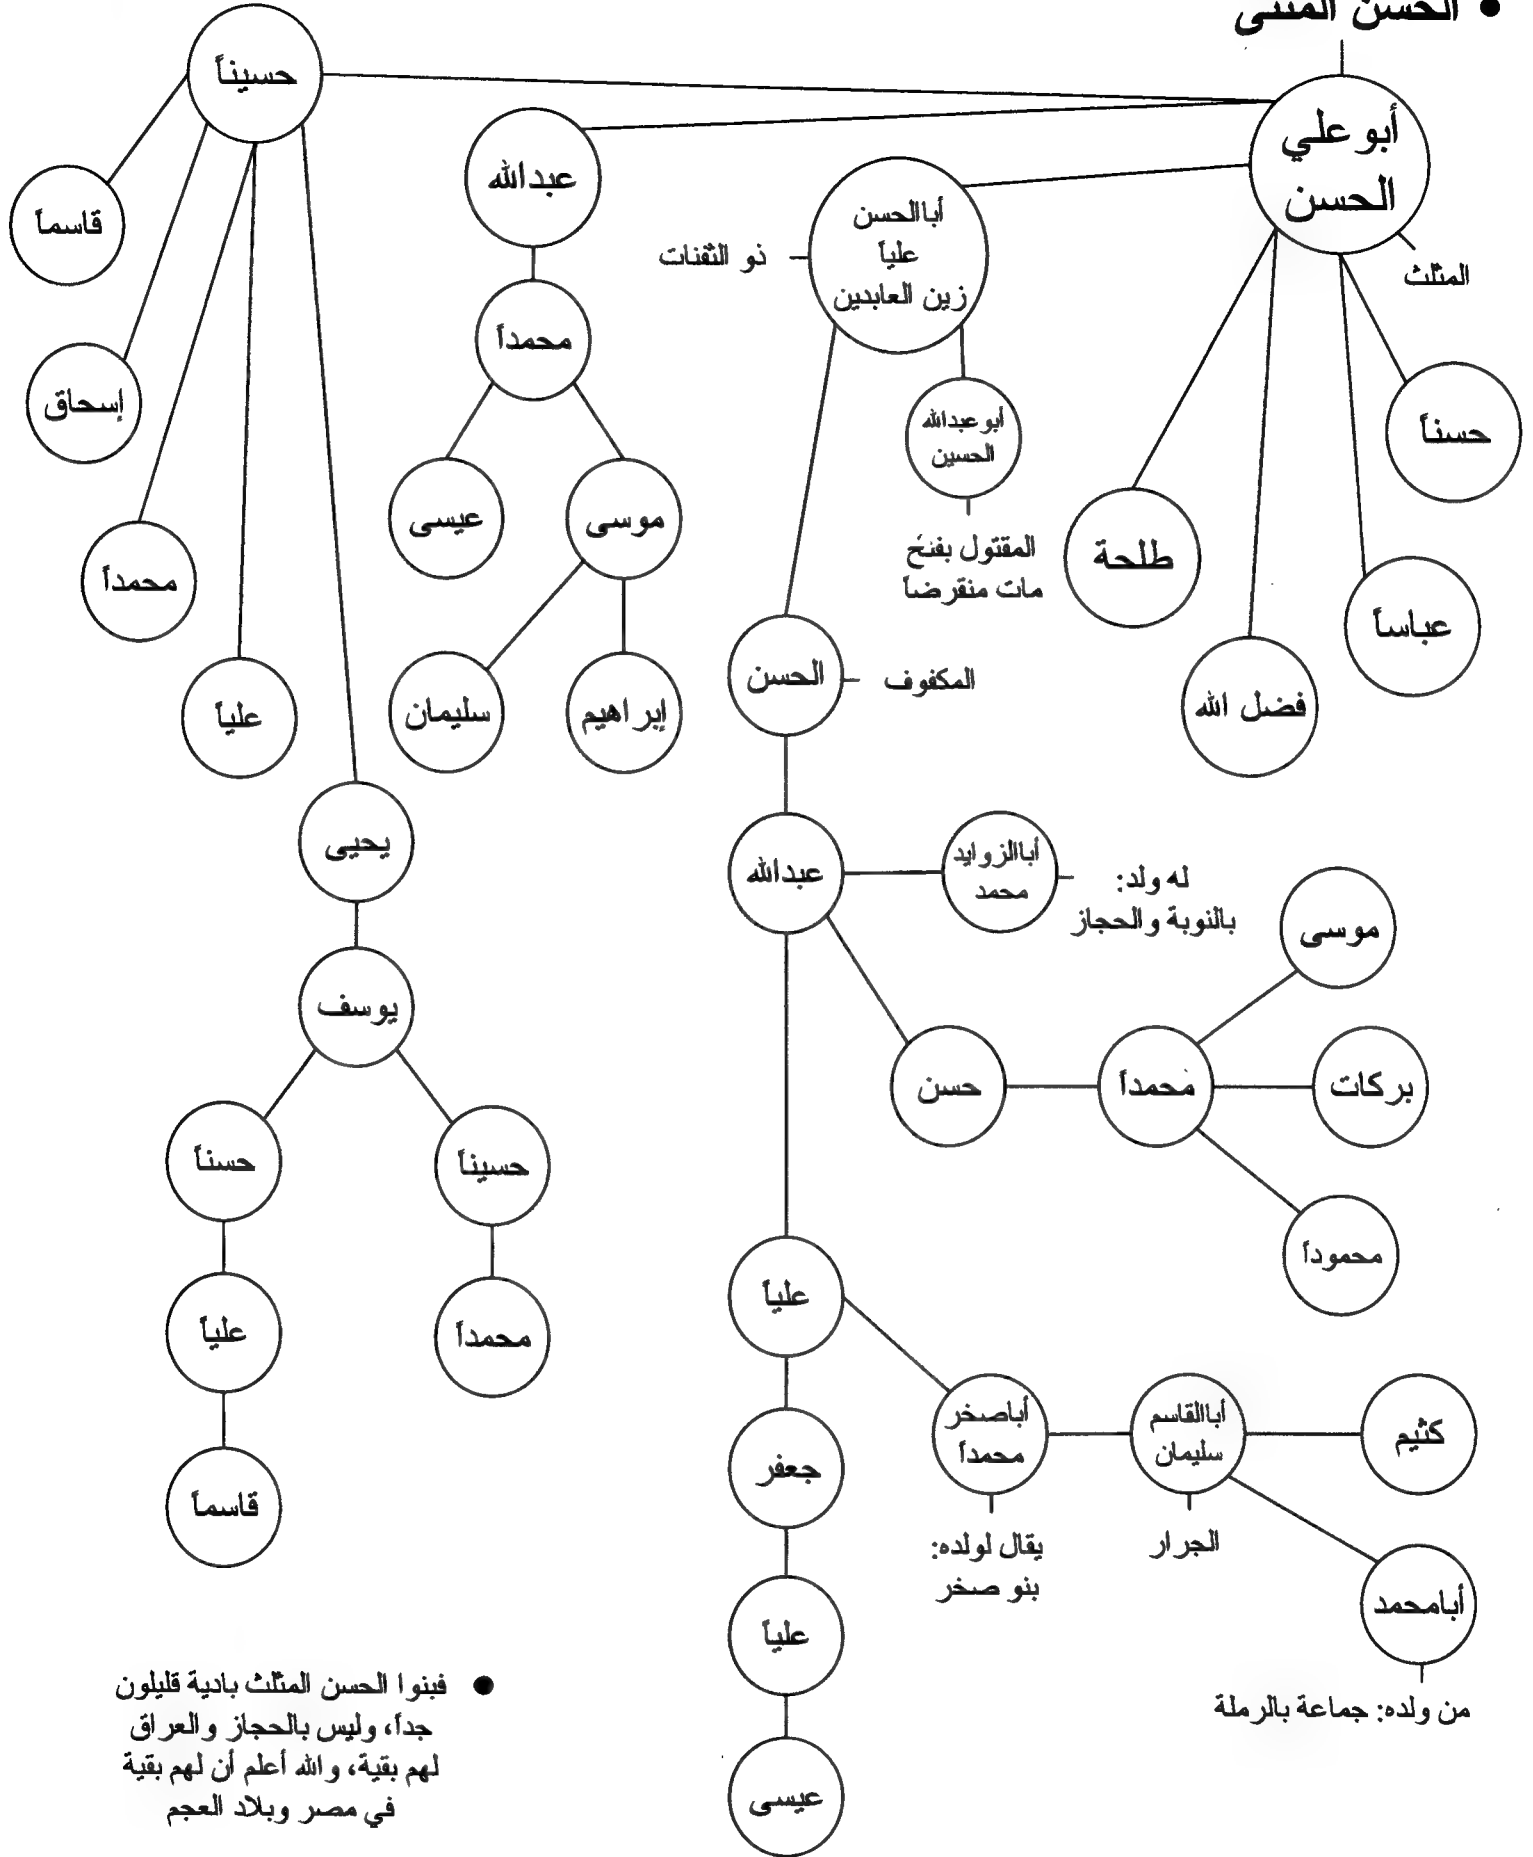 • الحسن المثنى
أبو علي
الحسن
المثلث
حسناً
عباساً
فضل الله
طلحة
أباالحسن
علياً
زين العابدين
ذو الثفنات
أبو عبدالله
الحسين
المقتول بفخ
مات منقرضاً
الحسن
المكفوف
عبدالله
أباالزوايد
محمد
له ولد:
بالنوبة والحجاز
حسن
محمداً
موسى
بركات
محموداً
علياً
أباصخر
محمداً
يقال لولده:
بنو صخر
أباالقاسم
سليمان
الجرار
كثيم
أبامحمد
من ولده: جماعة بالرملة
جعفر
علياً
عيسى
عبدالله
محمداً
موسى
عيسى
إبراهيم
سليمان
حسيناً
قاسماً
إسحاق
محمداً
علياً
يحيى
يوسف
حسيناً
محمداً
حسناً
علياً
قاسماً
• فبنوا الحسن المثلث بادية قليلون
جداً، وليس بالحجاز والعراق
لهم بقية، والله أعلم أن لهم بقية
في مصر وبلاد العجم